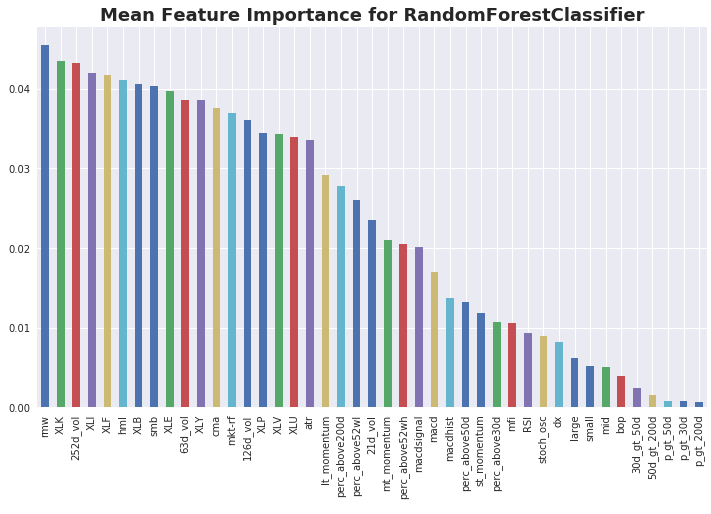 Mean Feature Importance for RandomForestClassifier
0.04
0.03
0.02
0.01
0.00
rmw
XLK
252d_vol
XLI
XLF
hml
XLB
smb
XLE
63d_vol
XLY
cma
mkt-rf
126d_vol
XLP
XLV
XLU
atr
lt_momentum
perc_above200d
perc_above52wl
21d_vol
mt_momentum
perc_above52wh
macdsignal
macd
macdhist
perc_above50d
st_momentum
perc_above30d
mfi
RSI
stoch_osc
dx
large
small
mid
bop
30d_gt_50d
50d_gt_200d
p_gt_50d
p_gt_30d
p_gt_200d